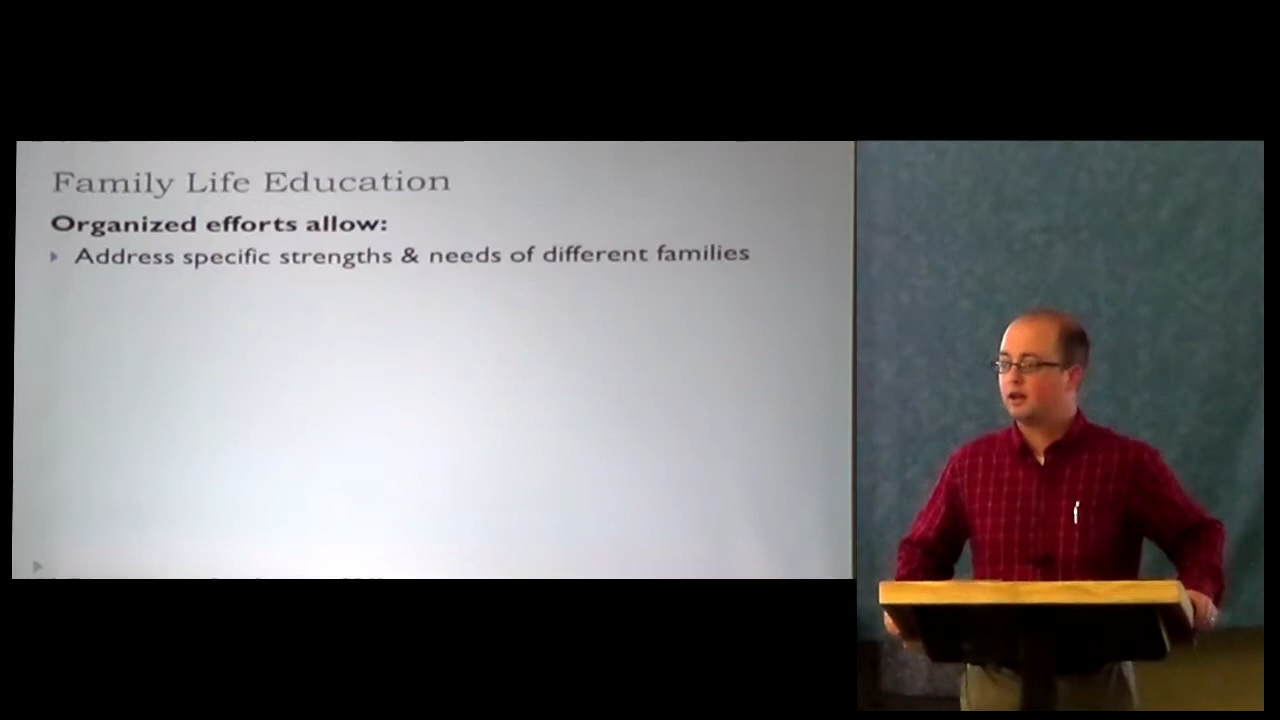 Family Life Education
Organized efforts allow:
Address specific strengths & needs of different families